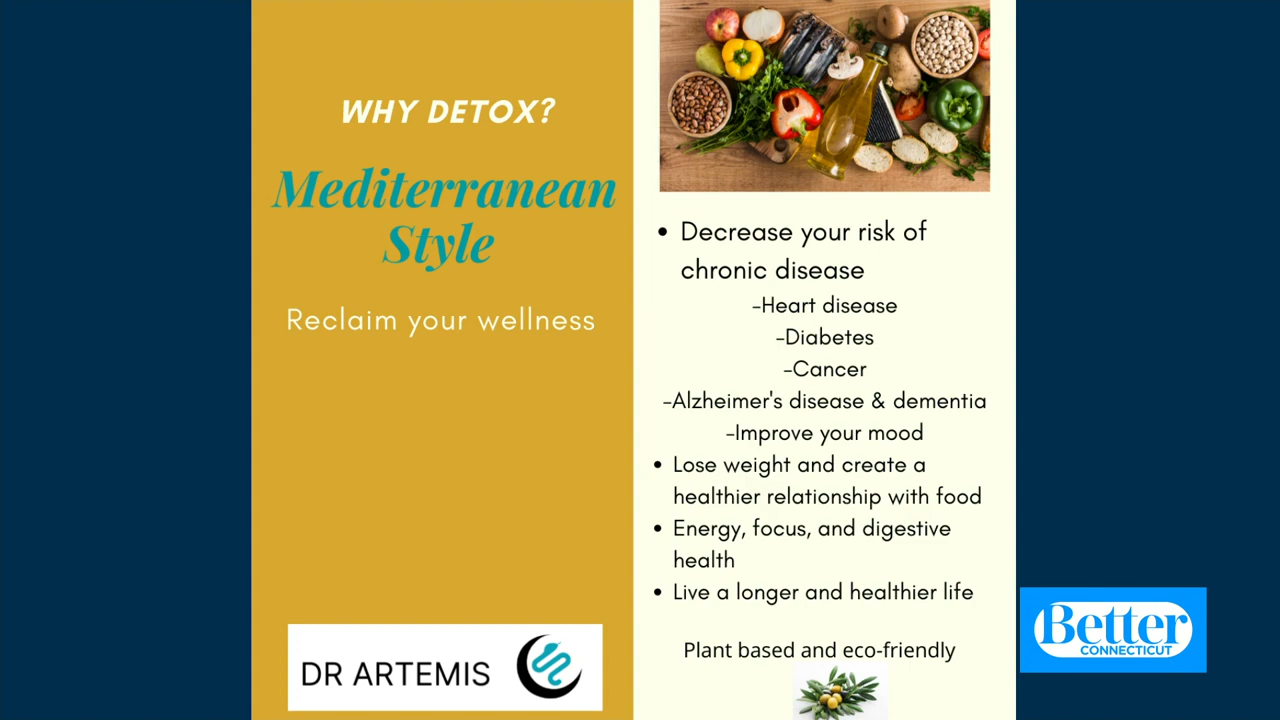 WHY DETOX?
Mediterranean
Style
Reclaim your wellness
DR ARTEMIS
• Decrease your risk of
chronic disease
-Heart disease
-Diabetes
-Cancer
-Alzheimer's disease & dementia
-Improve your mood
• Lose weight and create a
healthier relationship with food
• Energy, focus, and digestive
health
• Live a longer and healthier life
Plant based and eco-friendly
Better
CONNECTICUT